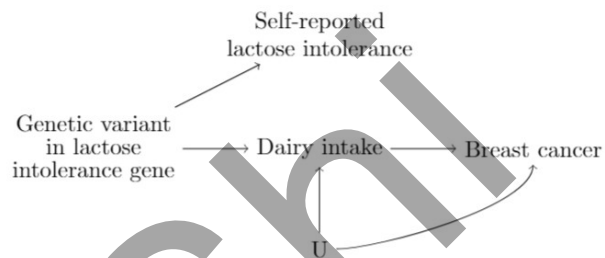 Self-reported
lactose intolerance
Genetic variant
in lactose
intolerance gene
Dairy intake
Breast cancer
U